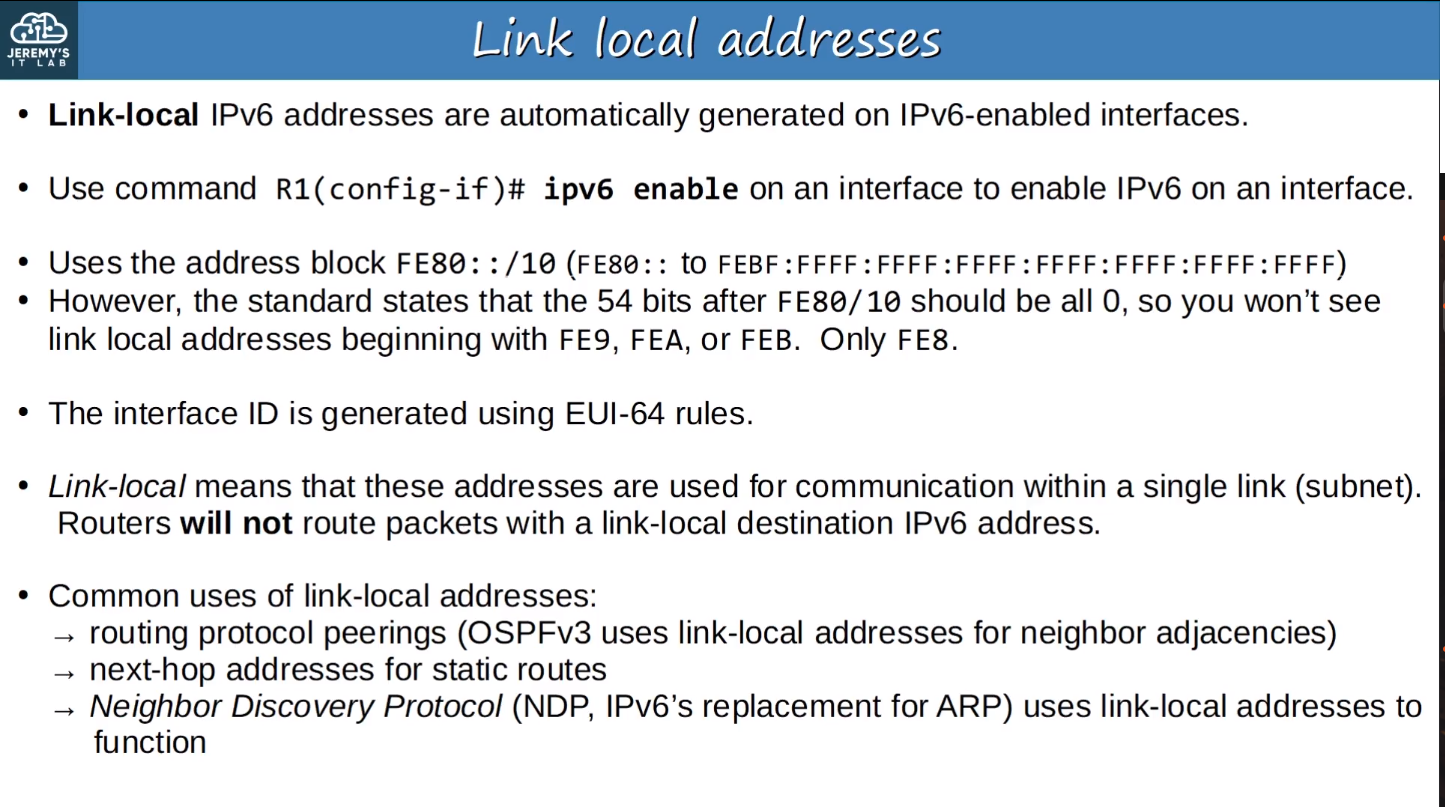 JEREMY'S
IT LAB
Link local addresses
• Link-local IPv6 addresses are automatically generated on IPv6-enabled interfaces.
• Use command R1(config-if)# ipv6 enable on an interface to enable IPv6 on an interface.
• Uses the address block FE80::/10 (FE80:: to FEBF:FFFF:FFFF:FFFF:FFFF:FFFF:FFFF:FFFF)
• However, the standard states that the 54 bits after FE80/10 should be all 0, so you won't see
link local addresses beginning with FE9, FEA, or FEB. Only FE8.
• The interface ID is generated using EUI-64 rules.
• Link-local means that these addresses are used for communication within a single link (subnet).
Routers will not route packets with a link-local destination IPv6 address.
• Common uses of link-local addresses:
→ routing protocol peerings (OSPFv3 uses link-local addresses for neighbor adjacencies)
→ next-hop addresses for static routes
→ Neighbor Discovery Protocol (NDP, IPv6's replacement for ARP) uses link-local addresses to
function